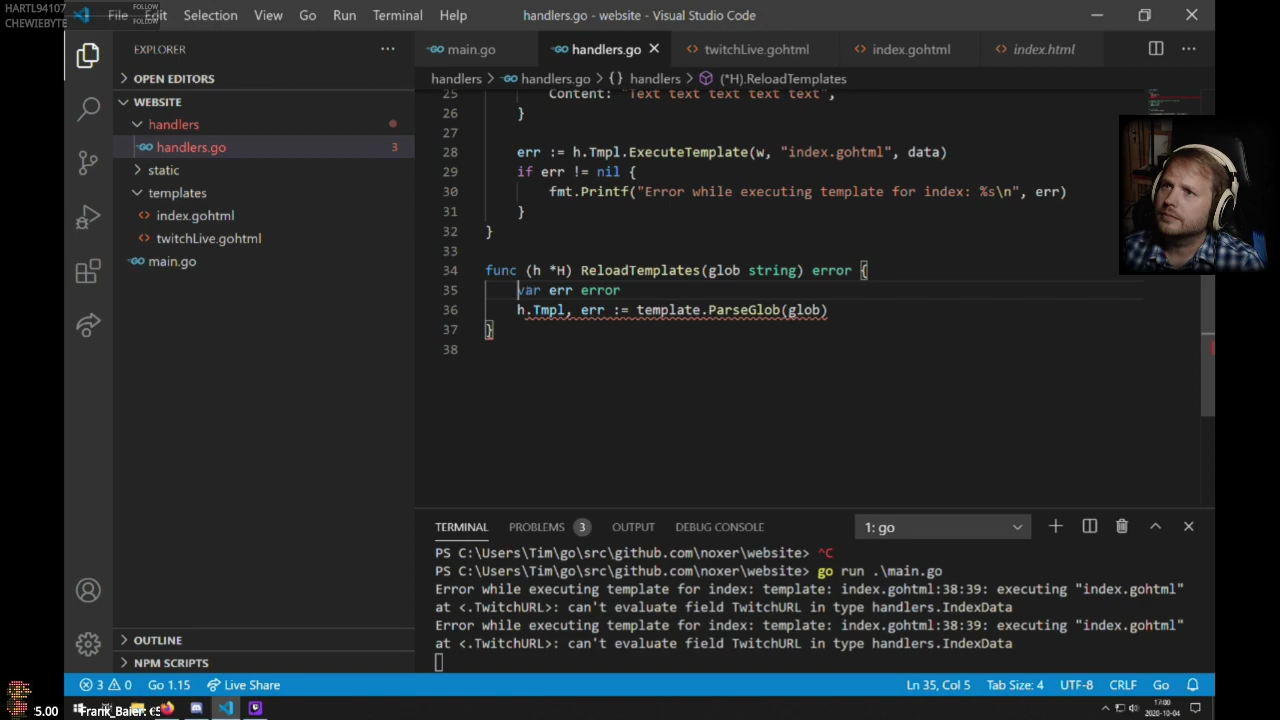 HARTL94107
CHEWIEBYTE
FOLLOW
FOLLOW
File Edit Selection View Go Run Terminal Help
handlers.go - website - Visual Studio Code
EXPLORER
main.go
handlers.go
twitchLive.gohtml
index.gohtml
index.html
OPEN EDITORS
handlers > handlers.go > {} handlers > (*H).ReloadTemplates
WEBSITE
handlers
handlers.go 3
static
templates
index.gohtml
twitchLive.gohtml
main.go
25 Content: "Text text text text text",
26 }
27
28 err := h.Tmpl.ExecuteTemplate(w, "index.gohtml", data)
29 if err != nil {
30 fmt.Printf("Error while executing template for index: %s\n", err)
31 }
32 }
33
34 func (h *H) ReloadTemplates(glob string) error {
35 var err error
36 h.Tmpl, err := template.ParseGlob(glob)
37 }
38
TERMINAL PROBLEMS 3 OUTPUT DEBUG CONSOLE 1: go
PS C:\Users\Tim\go\src\github.com\noxer\website> ^C
PS C:\Users\Tim\go\src\github.com\noxer\website> go run .\main.go
Error while executing template for index: template: index.gohtml:38:39: executing "index.gohtml"
at <.TwitchURL>: can't evaluate field TwitchURL in type handlers.IndexData
Error while executing template for index: template: index.gohtml:38:39: executing "index.gohtml"
at <.TwitchURL>: can't evaluate field TwitchURL in type handlers.IndexData
OUTLINE
NPM SCRIPTS
3 0 Go 1.15 Live Share
Ln 35, Col 5 Tab Size: 4 UTF-8 CRLF Go
Frank_Baier:
17:00
2020-10-04